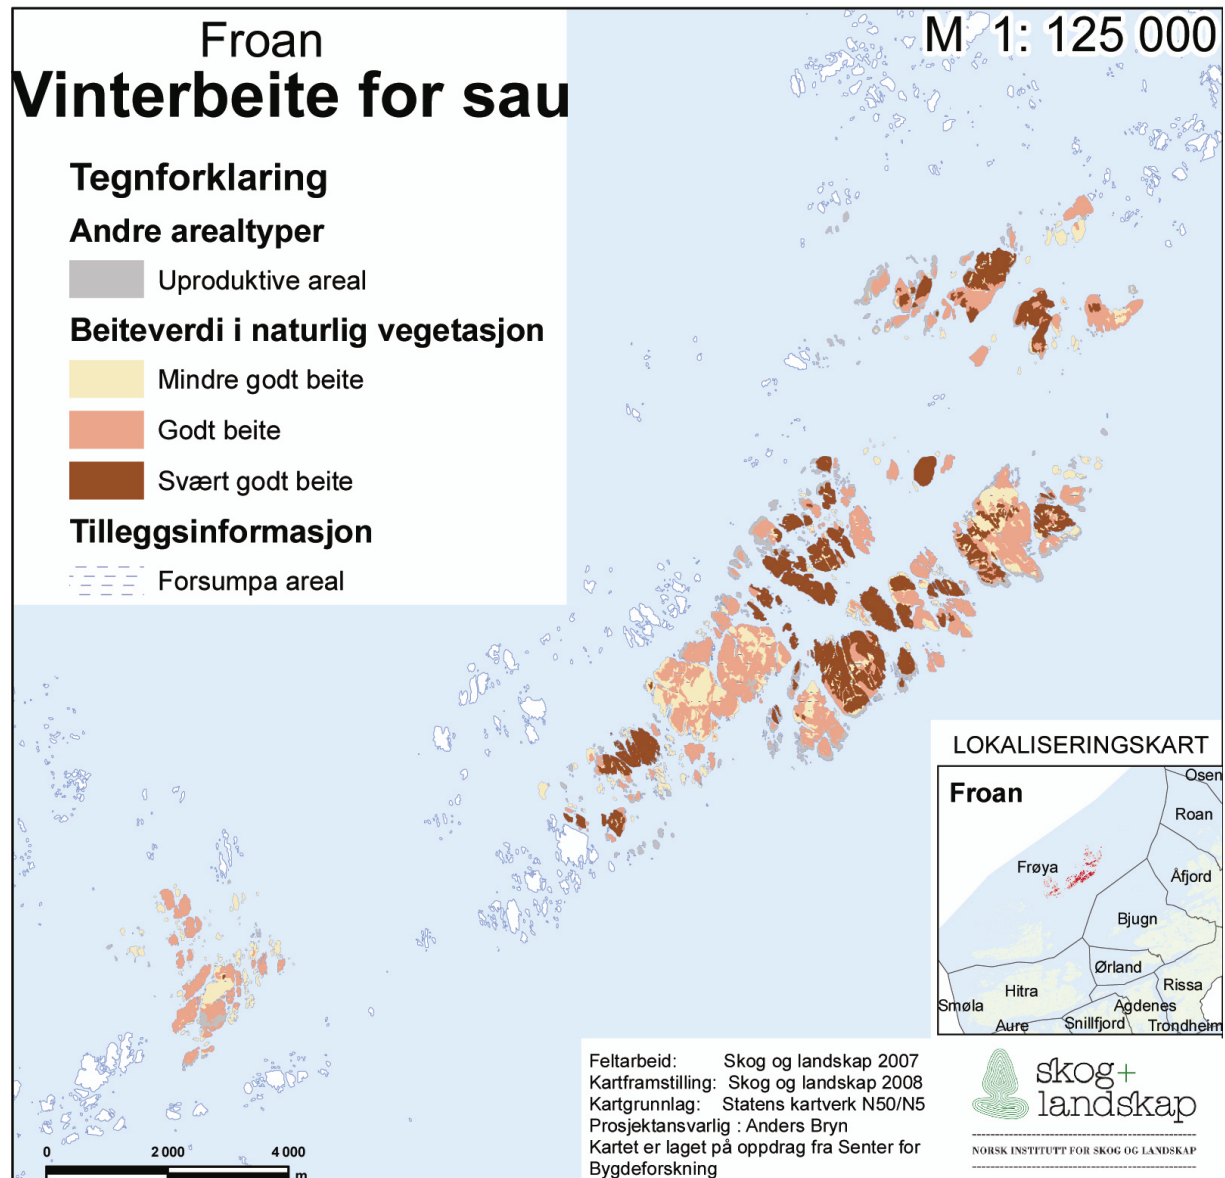 Froan
Vinterbeite for sau
M 1: 125 000
Tegnforklaring
Andre arealtyper
Uproduktive areal
Beiteverdi i naturlig vegetasjon
Mindre godt beite
Godt beite
Svært godt beite
Tilleggsinformasjon
Forsumpa areal
LOKALISERINGSKART
Froan
Osen
Roan
Frøya
Åfjord
Bjugn
Ørland
Rissa
Hitra
Smøla
Agdenes
Aure
Snillfjord
Trondheim
Feltarbeid: Skog og landskap 2007
Kartframstilling: Skog og landskap 2008
Kartgrunnlag: Statens kartverk N50/N5
Prosjektansvarlig : Anders Bryn
Kartet er laget på oppdrag fra Senter for
Bygdeforskning
skog+
landskap
NORSK INSTITUTT FOR SKOG OG LANDSKAP
0 2 000 4 000
m